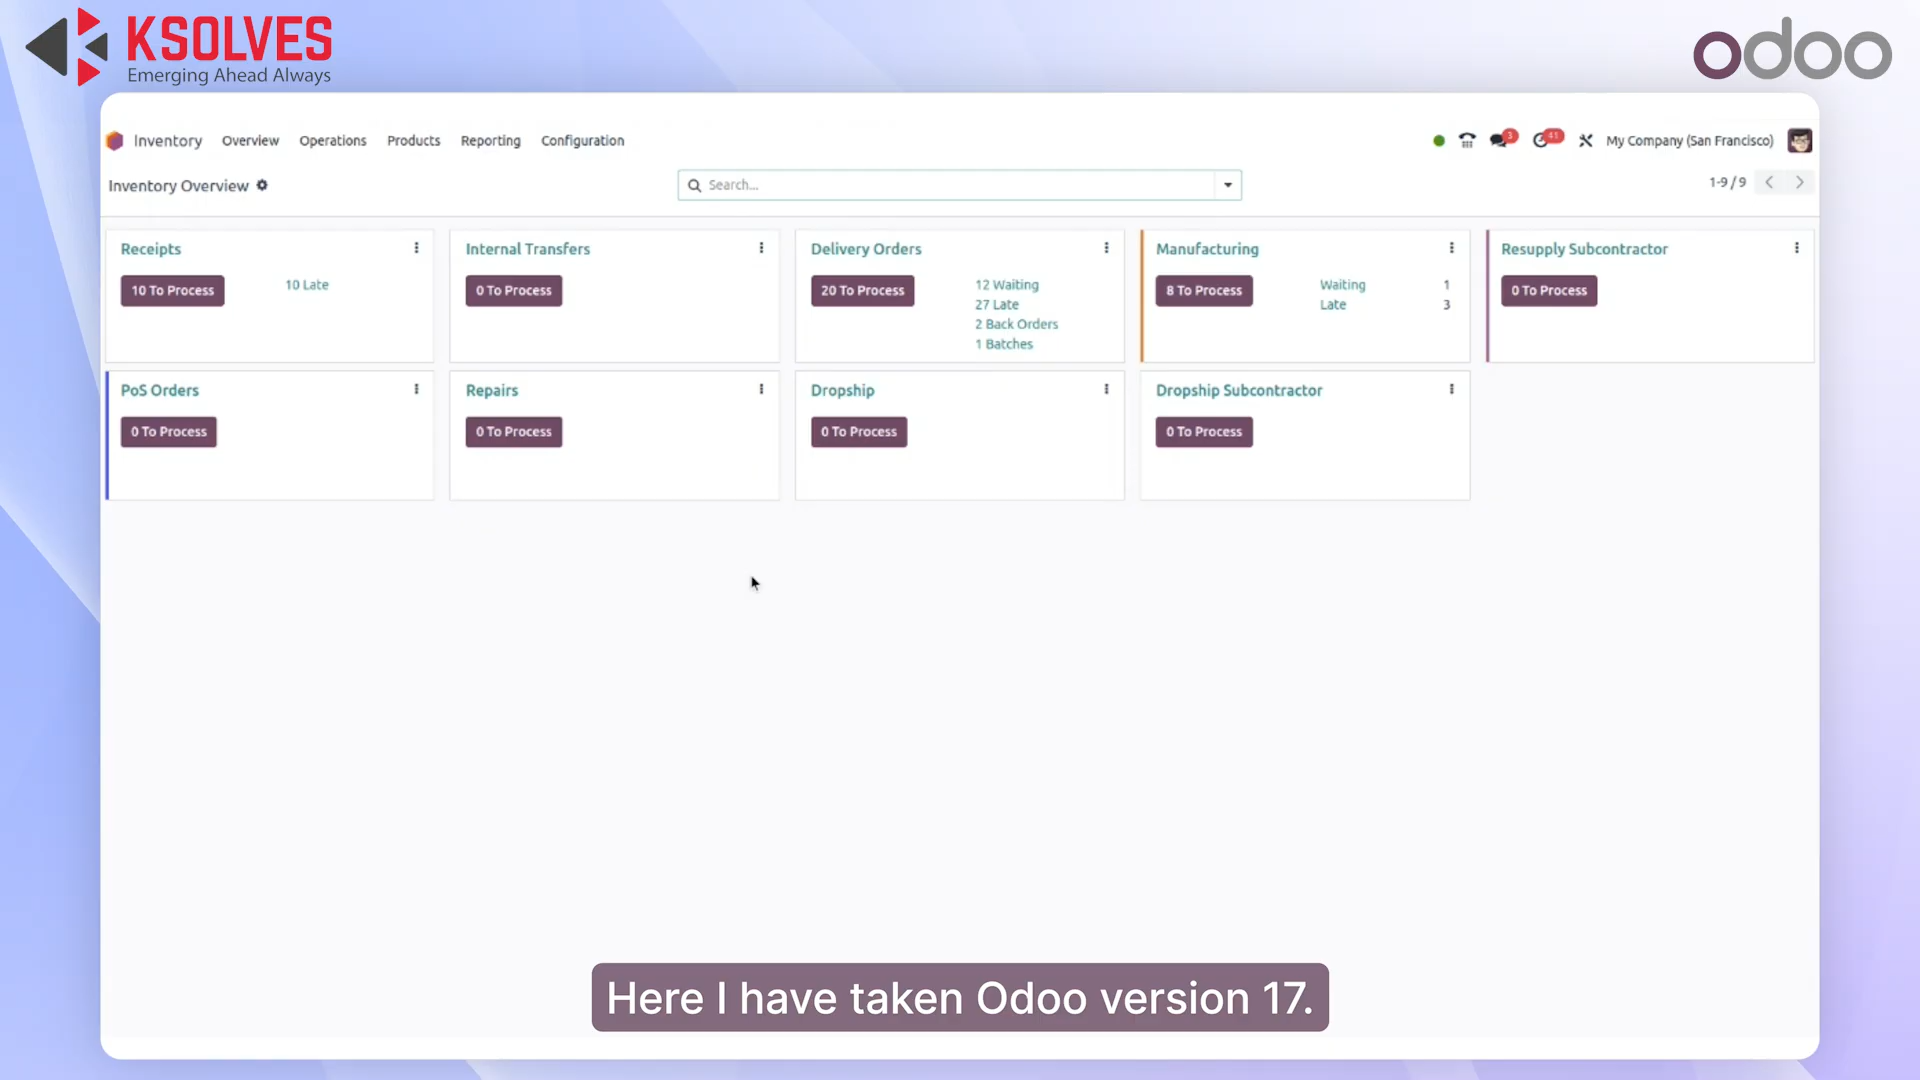 KSOLVES
Emerging Ahead Always
odoo
Inventory Overview Operations Products Reporting Configuration
3 41 My Company (San Francisco)
Inventory Overview
Search...
1-9 / 9
Receipts
10 To Process
10 Late
Internal Transfers
0 To Process
Delivery Orders
20 To Process
12 Waiting
27 Late
2 Back Orders
1 Batches
Manufacturing
8 To Process
Waiting 1
Late 3
Resupply Subcontractor
0 To Process
PoS Orders
0 To Process
Repairs
0 To Process
Dropship
0 To Process
Dropship Subcontractor
0 To Process
Here I have taken Odoo version 17.